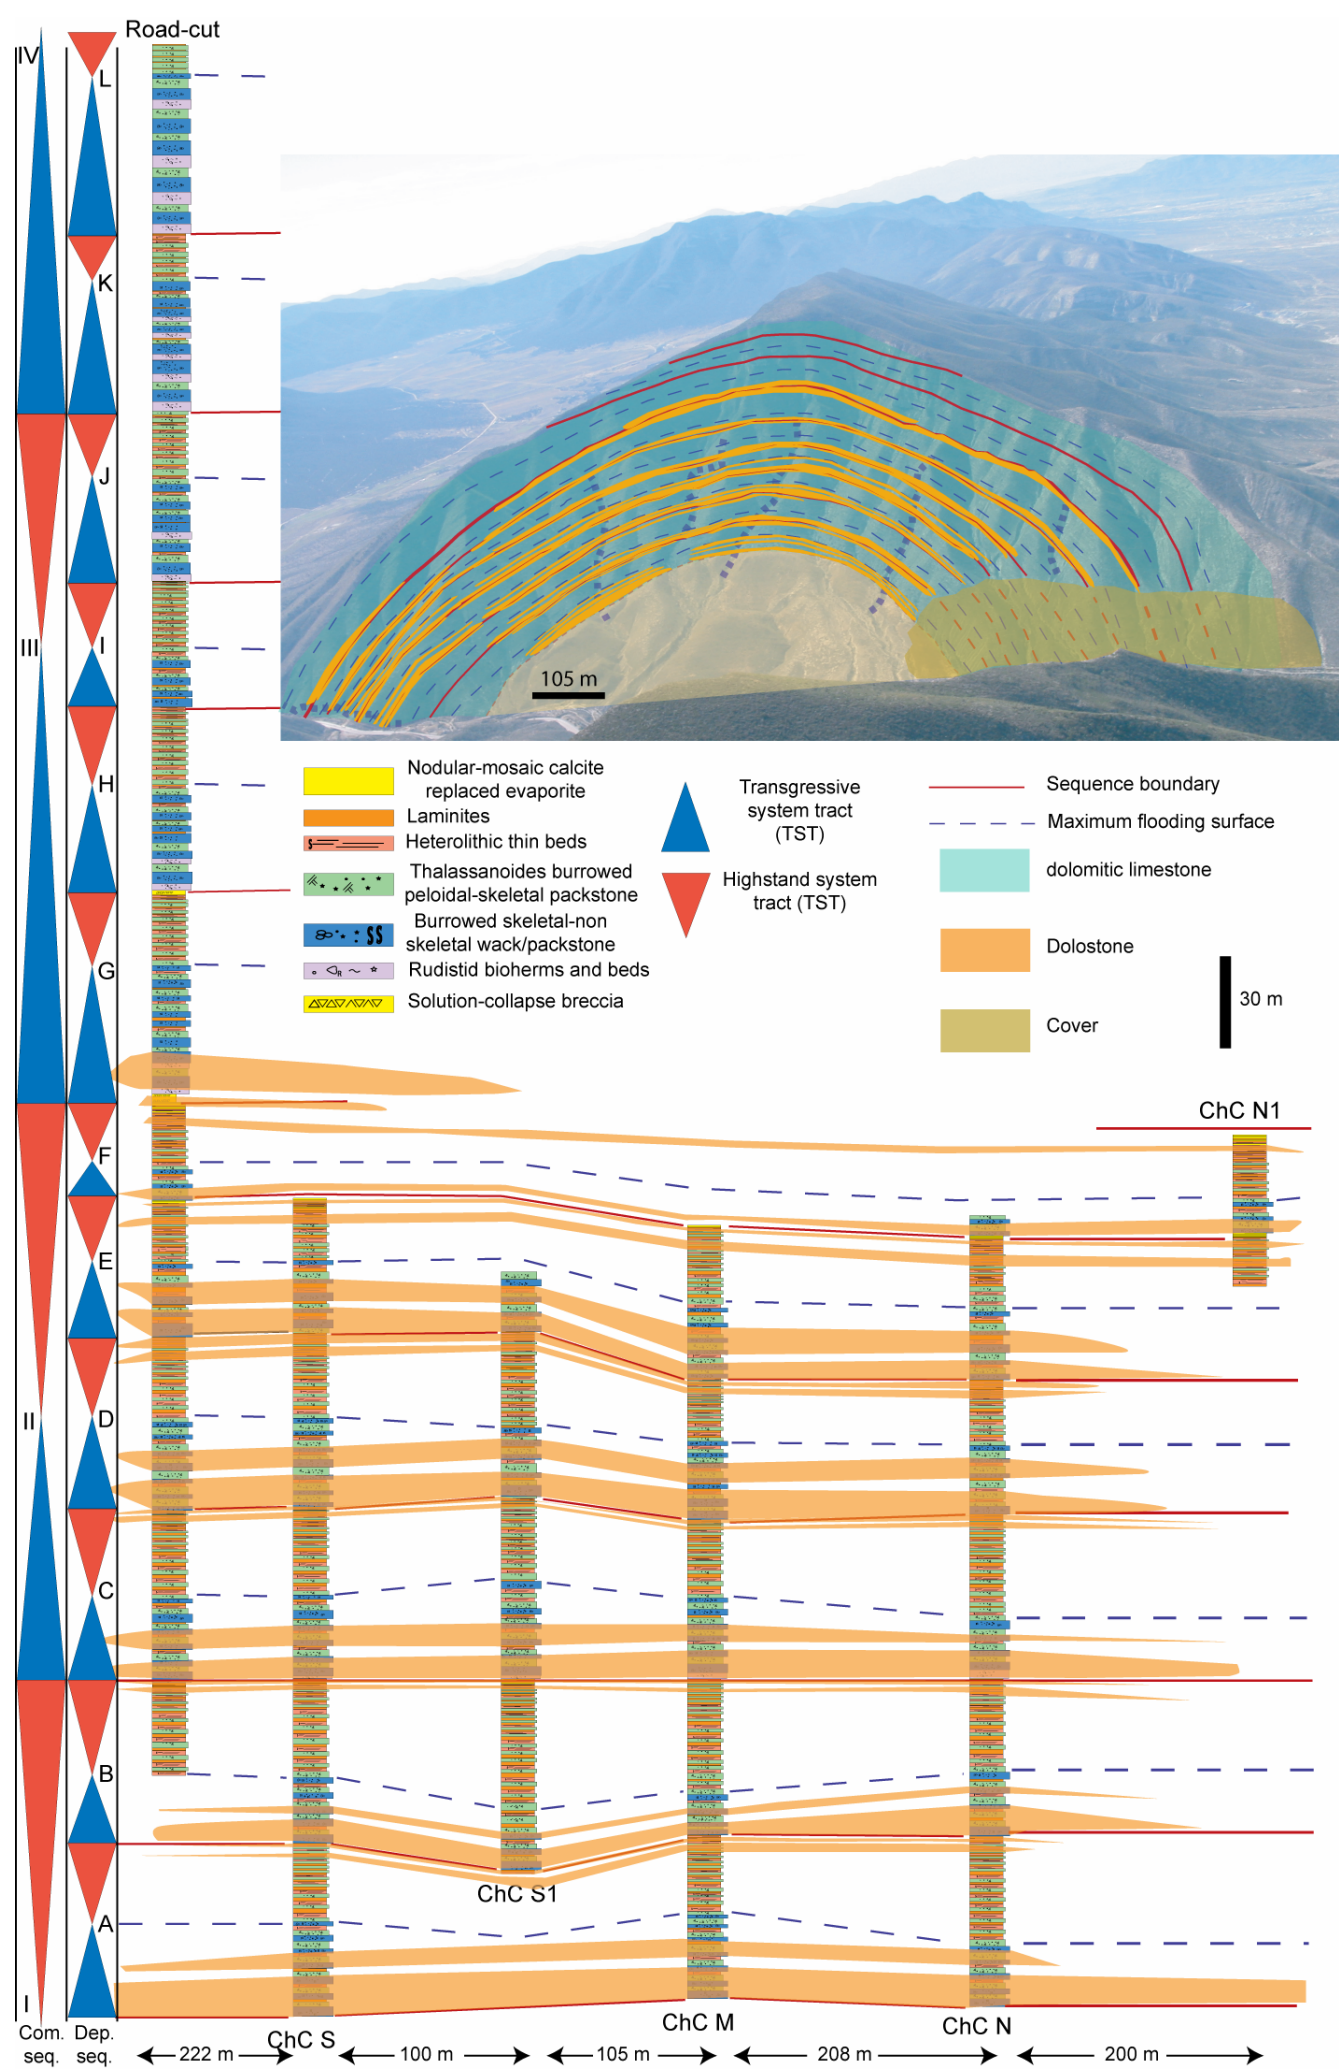 Road-cut
IV
L
K
J
III
I
H
G
F
E
II
D
C
B
A
I
105 m
Nodular-mosaic calcite
replaced evaporite
Laminites
Heterolithic thin beds
Thalassanoides burrowed
peloidal-skeletal packstone
Burrowed skeletal-non
skeletal wack/packstone
Rudistid bioherms and beds
Solution-collapse breccia
Transgressive
system tract
(TST)
Highstand system
tract (TST)
Sequence boundary
Maximum flooding surface
dolomitic limestone
Dolostone
Cover
30 m
ChC N1
ChC S1
ChC S
ChC M
ChC N
Com.
seq.
Dep.
seq.
222 m
100 m
105 m
208 m
200 m